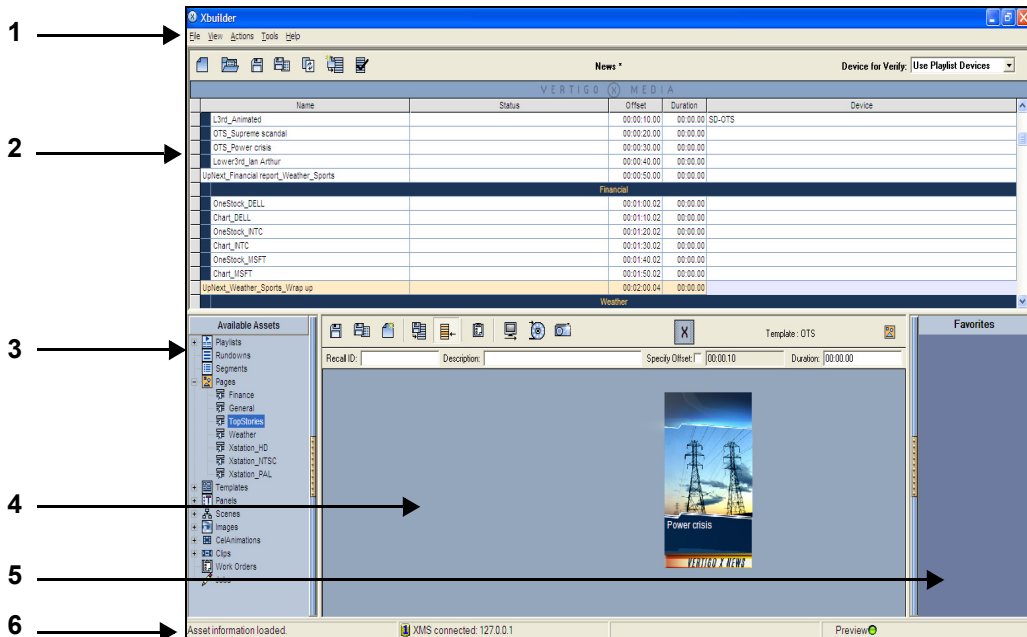 Xbuilder
1
File View Actions Tools Help
News *
Device for Verify: Use Playlist Devices
VERTIGO X MEDIA
Name Status Offset Duration Device
L3rd_Animated 00:00:10.00 00:00.00 SD-OTS
OTS_Supreme scandal 00:00:20.00 00:00.00
OTS_Power crisis 00:00:30.00 00:00.00
2
Lower3rd_Ian Arthur 00:00:40.00 00:00.00
UpNext_Financial report_Weather_Sports 00:00:50.00 00:00.00
Financial
OneStock_DELL 00:01:00.02 00:00.00
Chart_DELL 00:01:10.02 00:00.00
OneStock_INTC 00:01:20.02 00:00.00
Chart_INTC 00:01:30.02 00:00.00
OneStock_MSFT 00:01:40.02 00:00.00
Chart_MSFT 00:01:50.02 00:00.00
UpNext_Weather_Sports_Wrap up 00:02:00.04 00:00.00
Weather
3
Available Assets
Playlists
Rundowns
Segments
Pages
Finance
General
TopStories
Weather
Xstation_HD
Xstation_NTSC
Xstation_PAL
Templates
Panels
Scenes
Images
CelAnimations
Clips
Work Orders
Jobs
X
Template : OTS
Recall ID: Description: Specify Offset: 00:00.10 Duration: 00:00.00
4
Power crisis
VERTIGO X NEWS
Favorites
5
6
Asset information loaded. XMS connected: 127.0.0.1 Preview